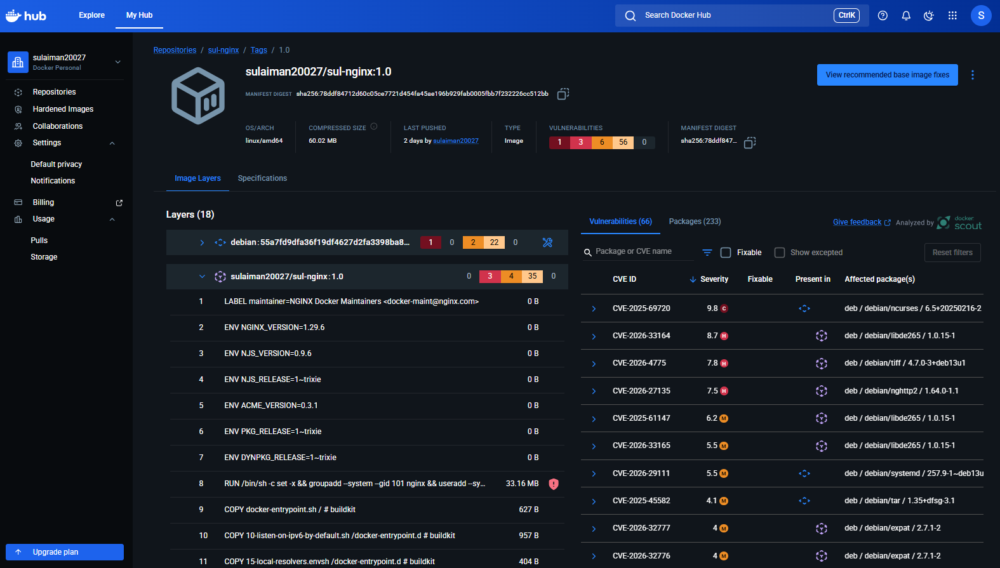 hub
Explore
My Hub
Search Docker Hub
CtrlK
S
sulaiman20027
Docker Personal
Repositories
Hardened Images
Collaborations
Settings
Default privacy
Notifications
Billing
Usage
Pulls
Storage
Upgrade plan
Repositories / sul-nginx / Tags / 1.0
sulaiman20027/sul-nginx:1.0
MANIFEST DIGEST sha256:78ddf84712d60c05ce7721d454fa45ae196b929fab0005fbb7f232226cc512bb
View recommended base image fixes
OS/ARCH
linux/amd64
COMPRESSED SIZE
60.02 MB
LAST PUSHED
2 days by sulaiman20027
TYPE
Image
VULNERABILITIES
1 3 6 56 0
MANIFEST DIGEST
sha256:78ddf847...
Image Layers
Specifications
Layers (18)
debian:55a7fd9dfa36f19df4627d2fa3398ba8... 1 0 2 22 0
sulaiman20027/sul-nginx:1.0 0 3 4 35 0
1 LABEL maintainer=NGINX Docker Maintainers <docker-maint@nginx.com> 0 B
2 ENV NGINX_VERSION=1.29.6 0 B
3 ENV NJS_VERSION=0.9.6 0 B
4 ENV NJS_RELEASE=1~trixie 0 B
5 ENV ACME_VERSION=0.3.1 0 B
6 ENV PKG_RELEASE=1~trixie 0 B
7 ENV DYNPKG_RELEASE=1~trixie 0 B
8 RUN /bin/sh -c set -x && groupadd --system --gid 101 nginx && useradd --sy... 33.16 MB
9 COPY docker-entrypoint.sh / # buildkit 627 B
10 COPY 10-listen-on-ipv6-by-default.sh /docker-entrypoint.d # buildkit 957 B
11 COPY 15-local-resolvers.envsh /docker-entrypoint.d # buildkit 404 B
Vulnerabilities (66)
Packages (233)
Give feedback
Analyzed by docker scout
Package or CVE name
Fixable
Show excepted
Reset filters
CVE ID Severity Fixable Present in Affected package(s)
CVE-2025-69720 9.8 C deb / debian/ncurses / 6.5+20250216-2
CVE-2026-33164 8.7 H deb / debian/libde265 / 1.0.15-1
CVE-2026-4775 7.8 H deb / debian/tiff / 4.7.0-3+deb13u1
CVE-2026-27135 7.5 H deb / debian/nghttp2 / 1.64.0-1.1
CVE-2025-61147 6.2 M deb / debian/libde265 / 1.0.15-1
CVE-2026-33165 5.5 M deb / debian/libde265 / 1.0.15-1
CVE-2026-29111 5.5 M deb / debian/systemd / 257.9-1~deb13u
CVE-2025-45582 4.1 M deb / debian/tar / 1.35+dfsg-3.1
CVE-2026-32777 4 M deb / debian/expat / 2.7.1-2
CVE-2026-32776 4 M deb / debian/expat / 2.7.1-2